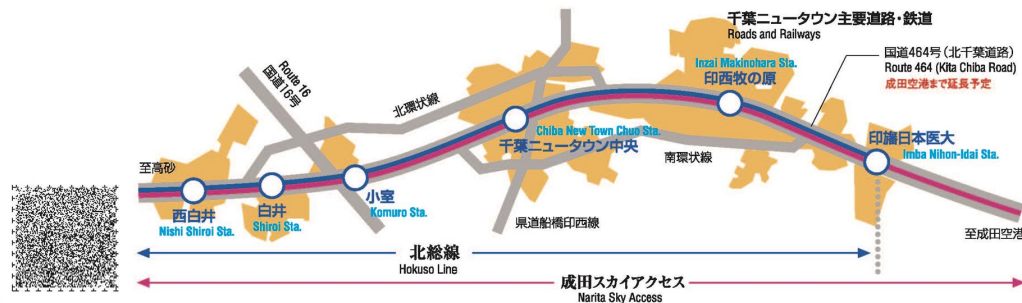 千葉ニュータウン主要道路・鉄道
Roads and Railways
国道464号(北千葉道路)
Route 464 (Kita Chiba Road)
成田空港まで延長予定
Inzai Makinohara Sta.
印西牧の原
Route 16
国道16号
北環状線
Chiba New Town Chuo Sta.
千葉ニュータウン中央
南環状線
印旛日本医大
Imba Nihon-Idai Sta.
至高砂
西白井
Nishi Shiroi Sta.
白井
Shiroi Sta.
小室
Komuro Sta.
県道船橋印西線
至成田空港
北総線
Hokuso Line
成田スカイアクセス
Narita Sky Access